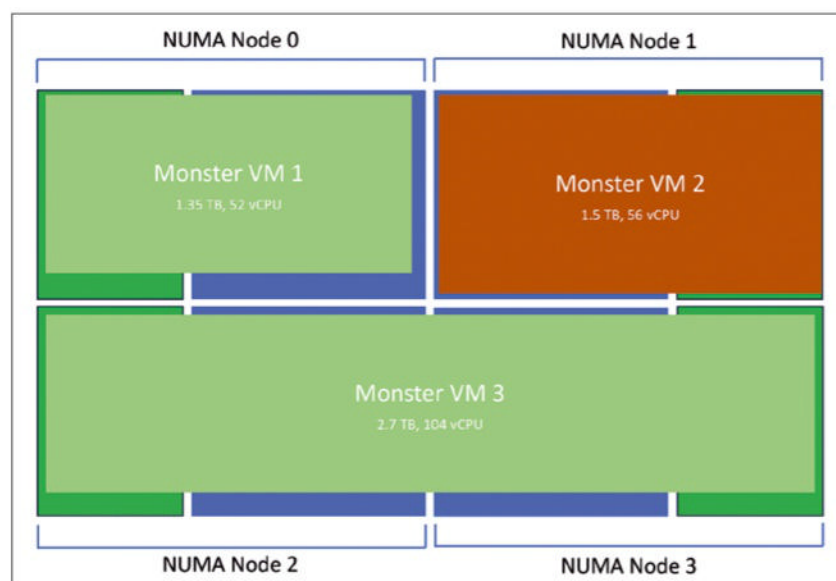 NUMA Node 0
NUMA Node 1
Monster VM 1
1.35 TB, 52 vCPU
Monster VM 2
1.5 TB, 56 vCPU
Monster VM 3
2.7 TB, 104 vCPU
NUMA Node 2
NUMA Node 3